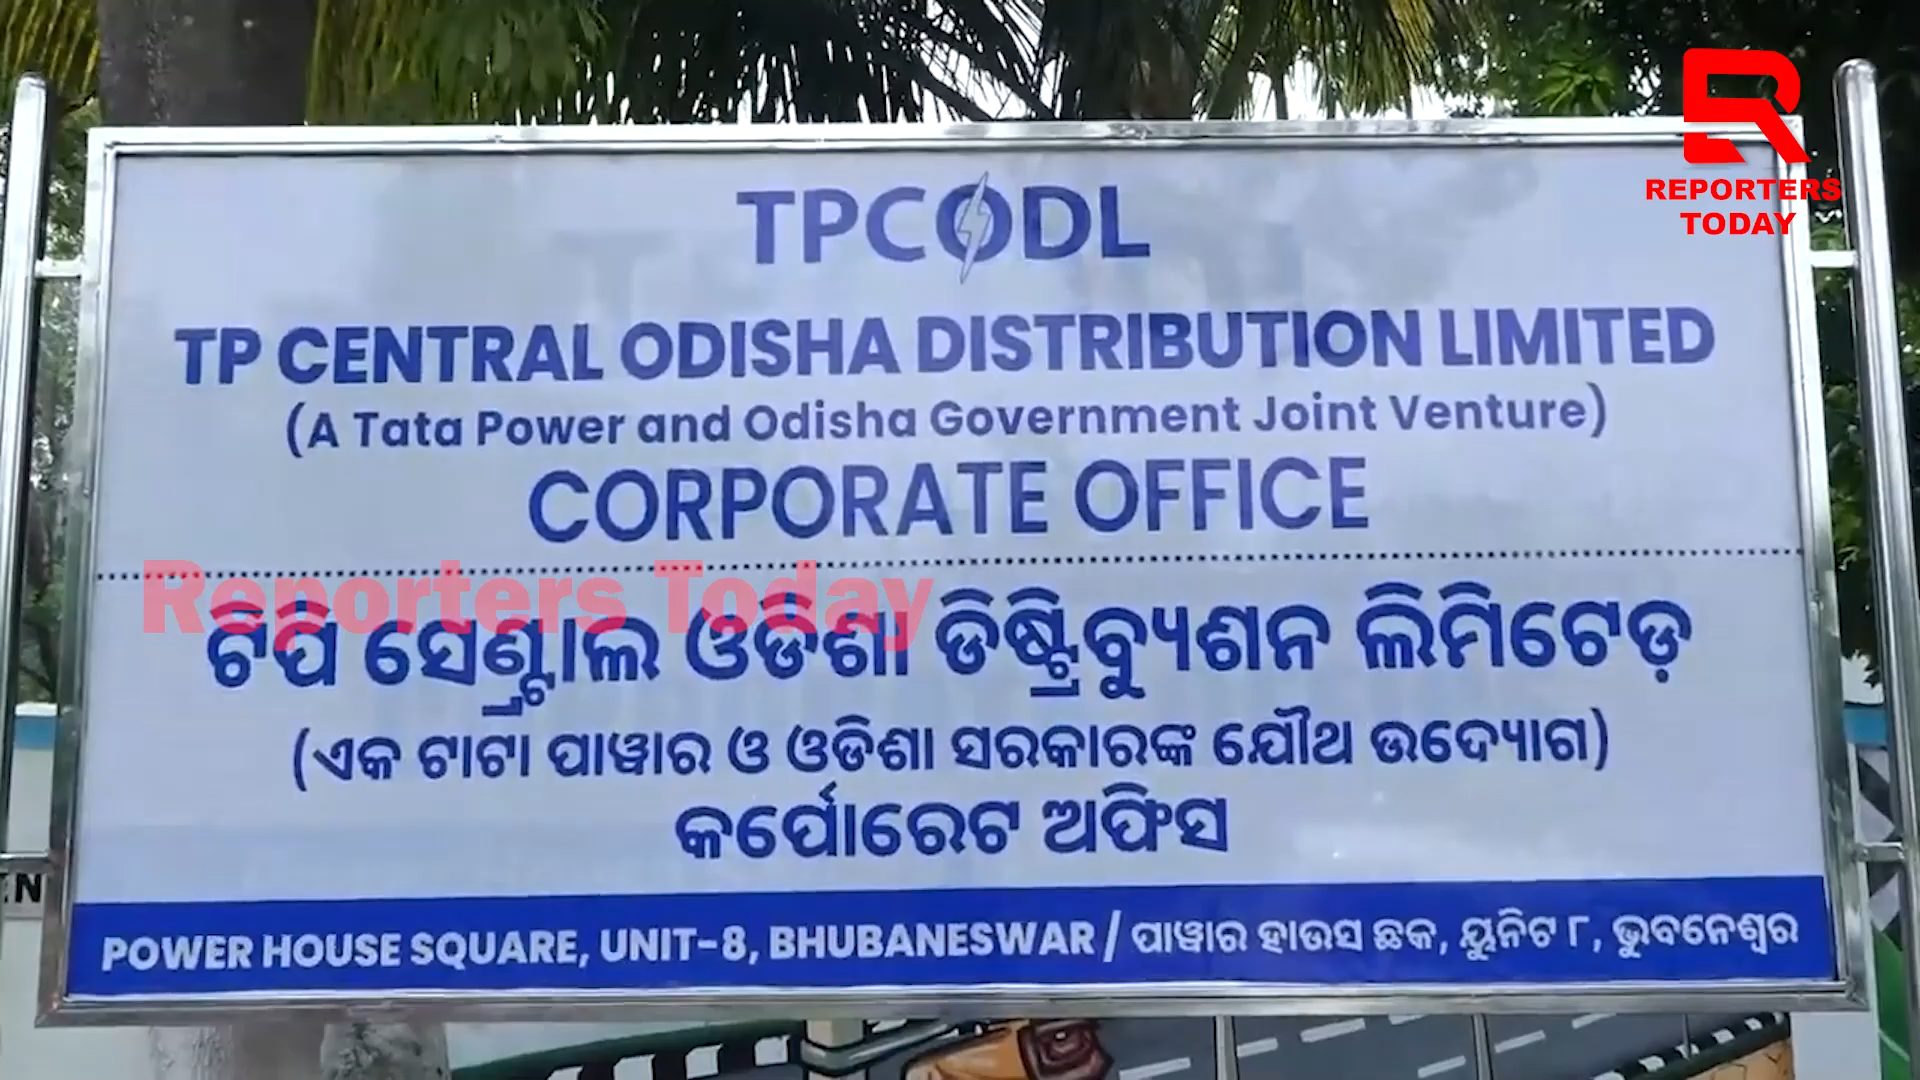 REPORTERS
TODAY
TPCODL
TP CENTRAL ODISHA DISTRIBUTION LIMITED
(A Tata Power and Odisha Government Joint Venture)
CORPORATE OFFICE
Reporters Today
ଟିପି ସେଣ୍ଟ୍ରାଲ ଓଡିଶା ଡିଷ୍ଟ୍ରିବ୍ୟୁଶନ ଲିମିଟେଡ଼
(ଏକ ଟାଟା ପାୱାର ଓ ଓଡିଶା ସରକାରଙ୍କ ଯୌଥ ଉଦ୍ୟୋଗ)
କର୍ପୋରେଟ ଅଫିସ
POWER HOUSE SQUARE, UNIT-8, BHUBANESWAR / ପାୱାର ହାଉସ ଛକ, ୟୁନିଟ ୮, ଭୁବନେଶ୍ୱର